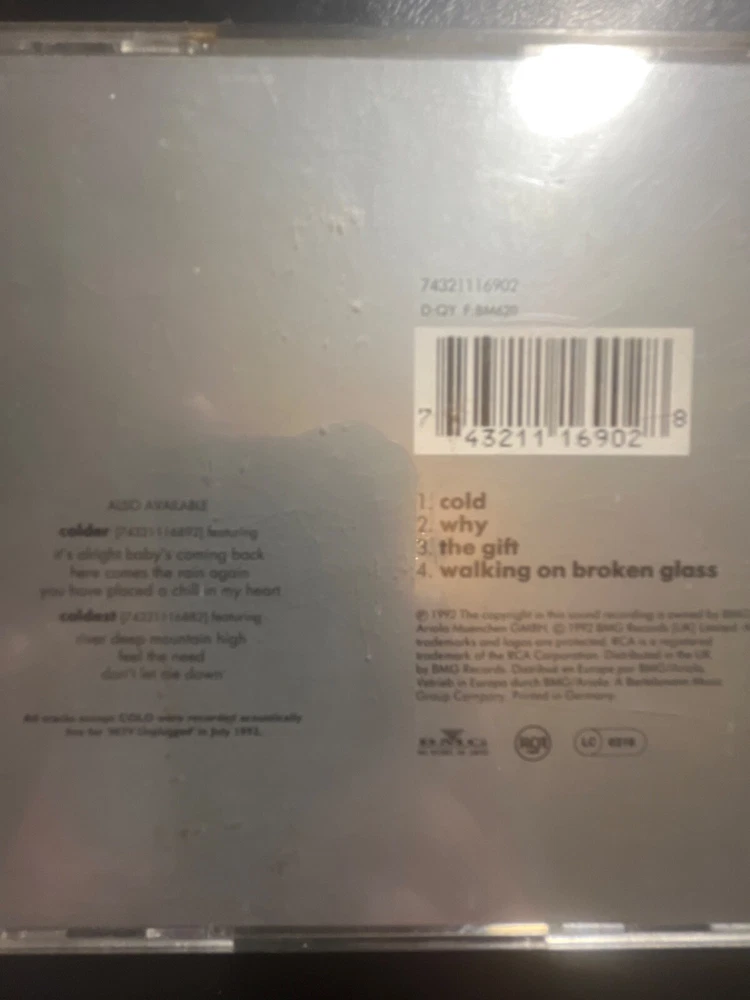 74321116902
D:GY F:BM620
7 43211 16902 8
1. cold
2. why
3. the gift
4. walking on broken glass
ALSO AVAILABLE
colder [74321116892] featuring
it's alright baby's coming back
here comes the rain again
you have placed a chill in my heart
coldest [74321116882] featuring
river deep mountain high
feel the need
don't let me down
All tracks except COLD were recorded acoustically
live for 'MTV Unplugged' in July 1992.
℗ 1992 The copyright in this sound recording is owned by BMG
Ariola Muenchen GMBH. © 1992 BMG Records (UK) Limited
trademarks and logos are protected. RCA is a registered
trademark of the RCA Corporation. Distributed in the UK
by BMG Records. Distribué en Europe par BMG/Ariola.
Vetrieb in Europa durch BMG/Ariola. A Bertelsmann Music
Group Company. Printed in Germany.
BMG
RCA
LC 0316